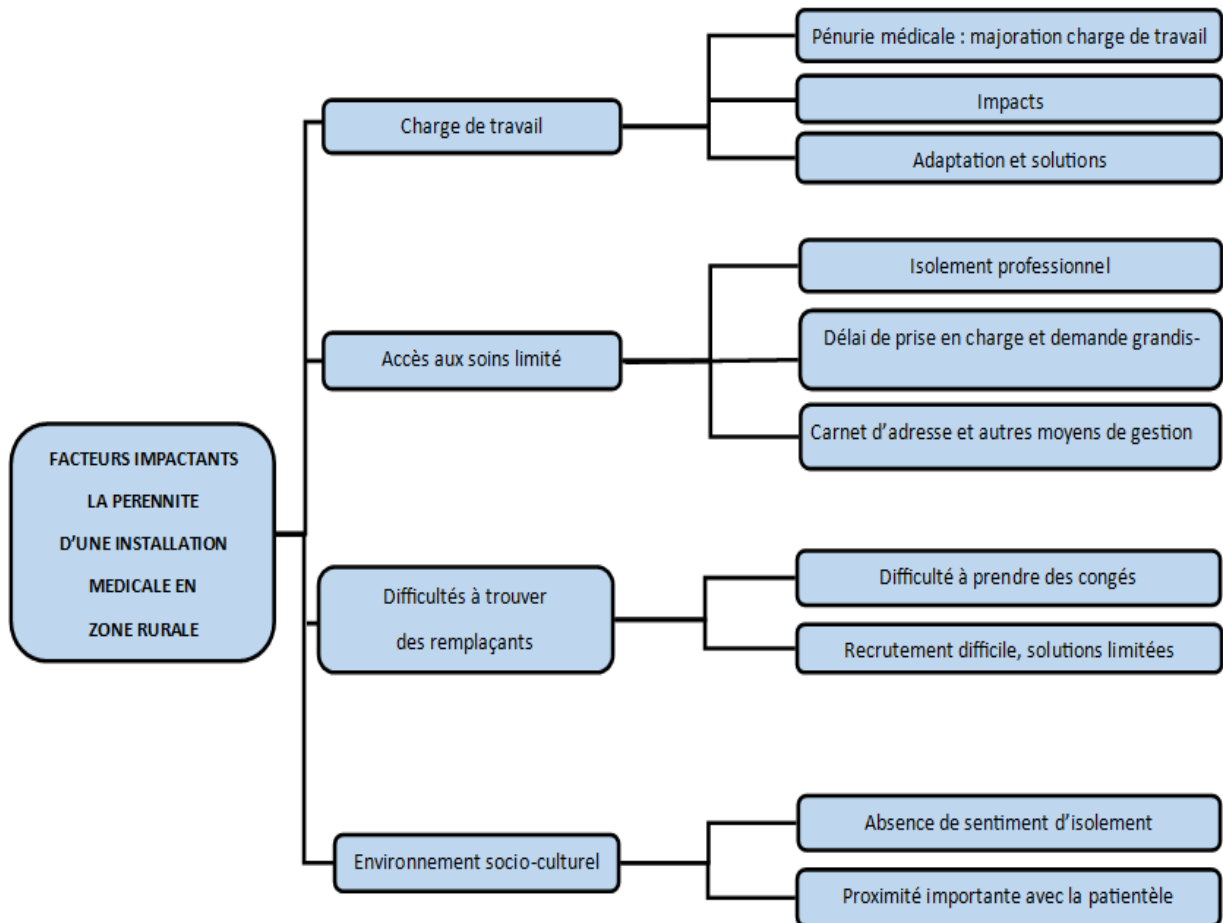 FACTEURS IMPACTANTS
LA PERENNITE
D’UNE INSTALLATION
MEDICALE EN
ZONE RURALE
Charge de travail
Pénurie médicale : majoration charge de travail
Impacts
Adaptation et solutions
Accès aux soins limité
Isolement professionnel
Délai de prise en charge et demande grandis-
Carnet d’adresse et autres moyens de gestion
Difficultés à trouver
des remplaçants
Difficulté à prendre des congés
Recrutement difficile, solutions limitées
Environnement socio-culturel
Absence de sentiment d’isolement
Proximité importante avec la patientèle